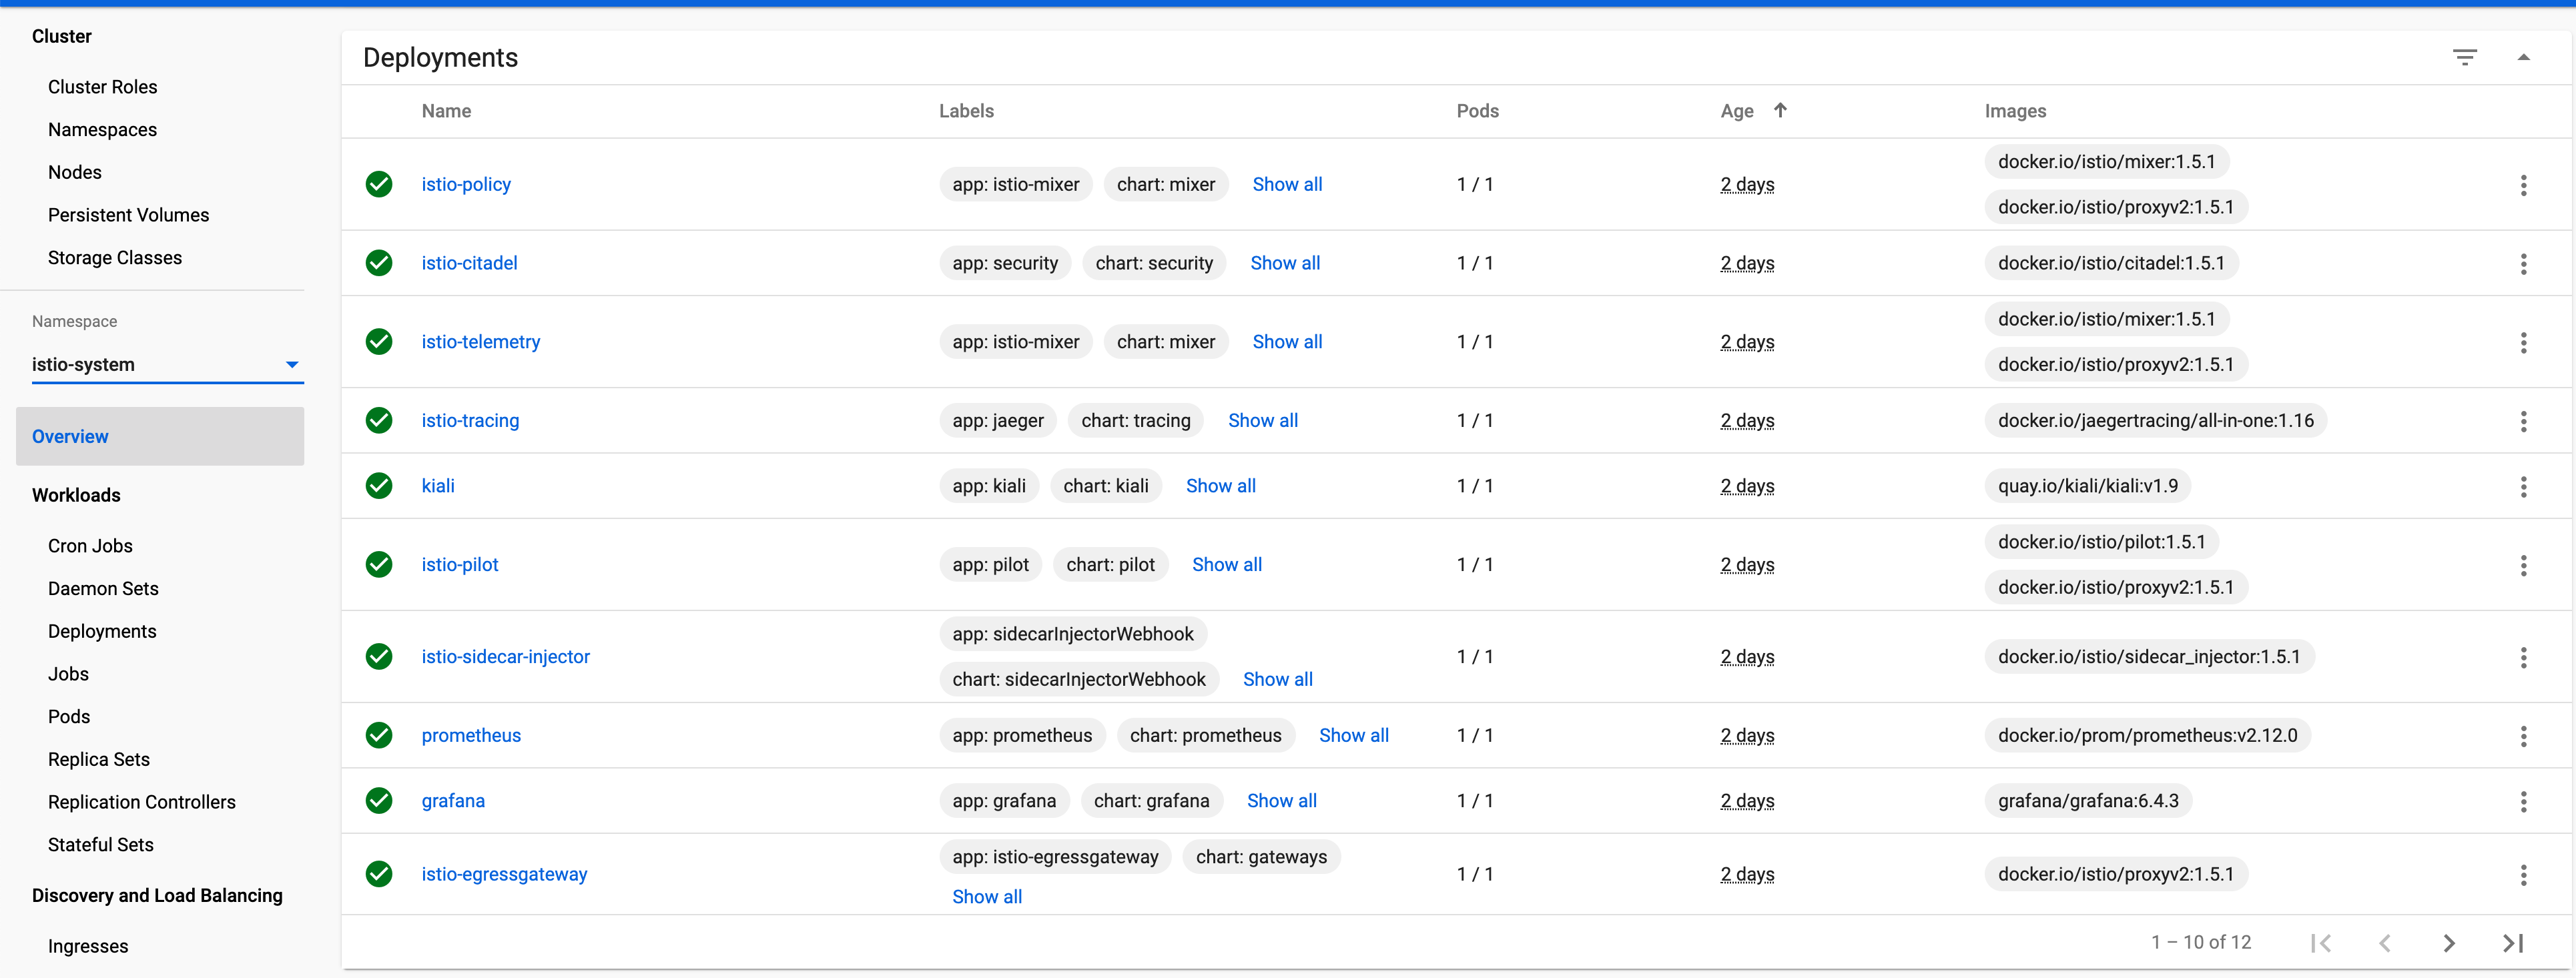 Cluster
Cluster Roles
Namespaces
Nodes
Persistent Volumes
Storage Classes
Namespace
istio-system
Overview
Workloads
Cron Jobs
Daemon Sets
Deployments
Jobs
Pods
Replica Sets
Replication Controllers
Stateful Sets
Discovery and Load Balancing
Ingresses
Deployments
Name Labels Pods Age Images
istio-policy app: istio-mixer chart: mixer Show all 1 / 1 2 days docker.io/istio/mixer:1.5.1
docker.io/istio/proxyv2:1.5.1
istio-citadel app: security chart: security Show all 1 / 1 2 days docker.io/istio/citadel:1.5.1
istio-telemetry app: istio-mixer chart: mixer Show all 1 / 1 2 days docker.io/istio/mixer:1.5.1
docker.io/istio/proxyv2:1.5.1
istio-tracing app: jaeger chart: tracing Show all 1 / 1 2 days docker.io/jaegertracing/all-in-one:1.16
kiali app: kiali chart: kiali Show all 1 / 1 2 days quay.io/kiali/kiali:v1.9
istio-pilot app: pilot chart: pilot Show all 1 / 1 2 days docker.io/istio/pilot:1.5.1
docker.io/istio/proxyv2:1.5.1
istio-sidecar-injector app: sidecarInjectorWebhook
chart: sidecarInjectorWebhook Show all 1 / 1 2 days docker.io/istio/sidecar_injector:1.5.1
prometheus app: prometheus chart: prometheus Show all 1 / 1 2 days docker.io/prom/prometheus:v2.12.0
grafana app: grafana chart: grafana Show all 1 / 1 2 days grafana/grafana:6.4.3
istio-egressgateway app: istio-egressgateway chart: gateways
Show all 1 / 1 2 days docker.io/istio/proxyv2:1.5.1
1 – 10 of 12